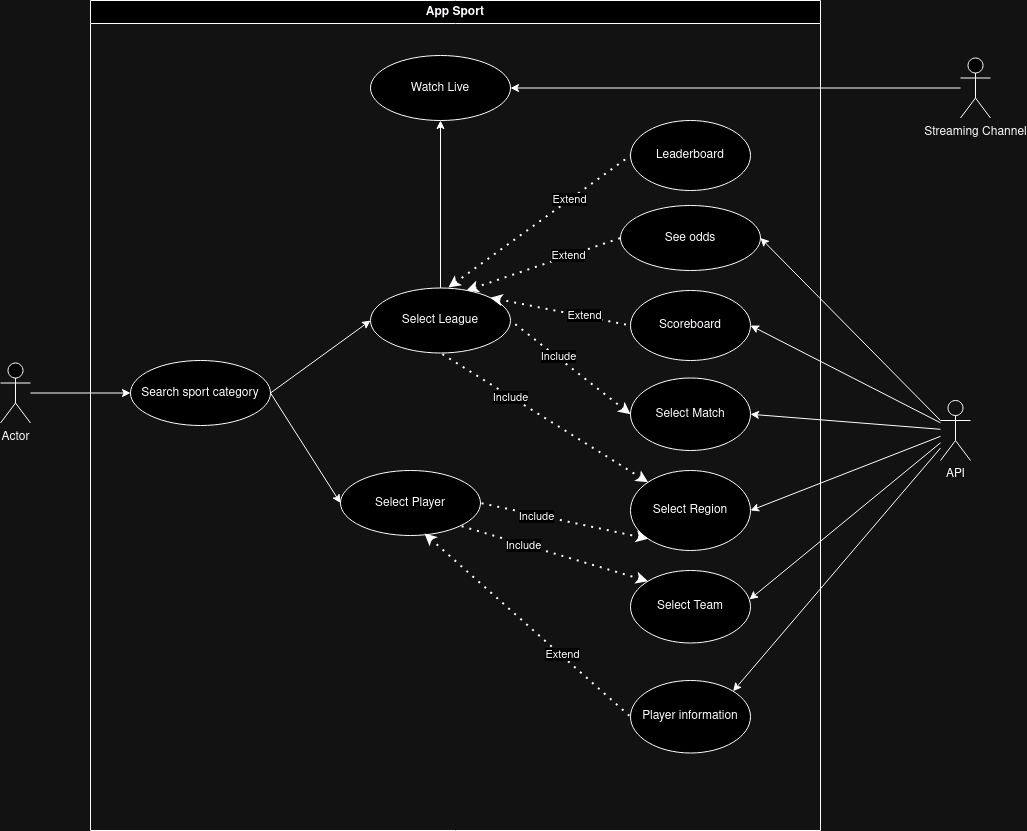 App Sport
Watch Live
Streaming Channel
Leaderboard
Extend
See odds
Extend
Select League
Extend
Scoreboard
Include
Search sport category
Include
Select Match
Actor
API
Select Player
Include
Select Region
Include
Select Team
Extend
Player information